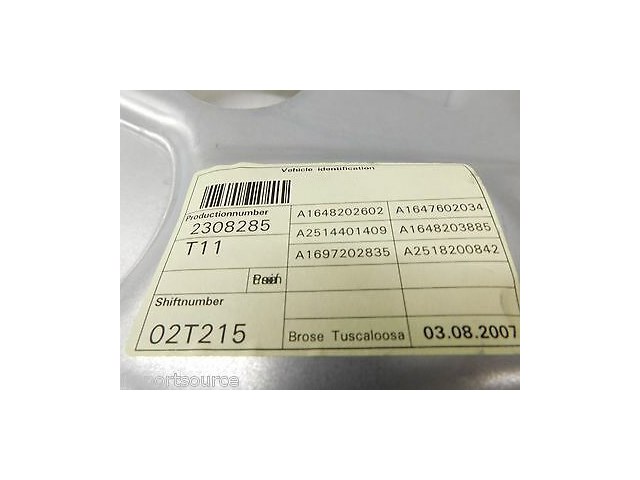 Vehicle identification
Productionnumber
2308285
T11
Shiftnumber
02T215
A1648202602 A1647602034
A2514401409 A1648203885
A1697202835 A2518200842
Brose Tuscaloosa 03.08.2007